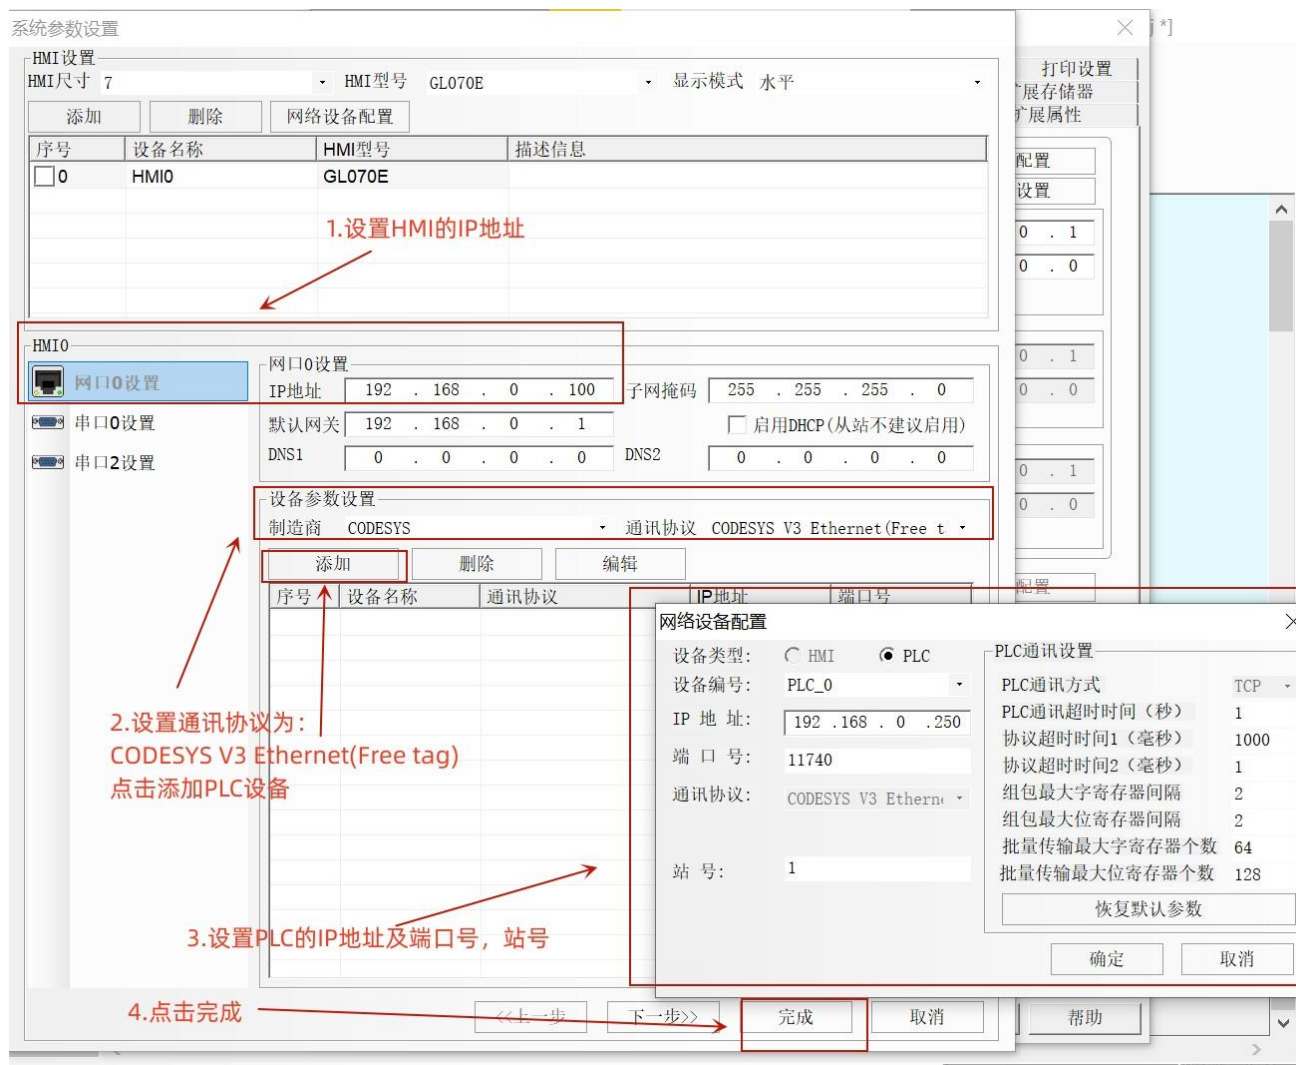 系统参数设置
*]
HMI设置
HMI尺寸 7 HMI型号 GL070E 显示模式 水平
打印设置
扩展存储器
扩展属性
添加 删除 网络设备配置
序号 设备名称 HMI型号 描述信息
0 HMI0 GL070E
配置
设置
1.设置HMI的IP地址
0 . 1
0 . 0
HMI0
网口0设置
串口0设置
串口2设置
网口0设置
IP地址 192 . 168 . 0 . 100 子网掩码 255 . 255 . 255 . 0
默认网关 192 . 168 . 0 . 1 启用DHCP(从站不建议启用)
DNS1 0 . 0 . 0 . 0 DNS2 0 . 0 . 0 . 0
0 . 1
0 . 0
0 . 1
0 . 0
设备参数设置
制造商 CODESYS 通讯协议 CODESYS V3 Ethernet(Free t
添加 删除 编辑
序号 设备名称 通讯协议 IP地址 端口号
配置
2.设置通讯协议为：
CODESYS V3 Ethernet(Free tag)
点击添加PLC设备
网络设备配置
设备类型: HMI PLC
设备编号: PLC_0
IP 地 址: 192 .168 . 0 .250
端 口 号: 11740
通讯协议: CODESYS V3 Ethern
站 号: 1
PLC通讯设置
PLC通讯方式 TCP
PLC通讯超时时间（秒） 1
协议超时时间1（毫秒） 1000
协议超时时间2（毫秒） 1
组包最大字寄存器间隔 2
组包最大位寄存器间隔 2
批量传输最大字寄存器个数 64
批量传输最大位寄存器个数 128
恢复默认参数
确定 取消
3.设置PLC的IP地址及端口号，站号
4.点击完成
<<上一步 下一步>> 完成 取消 帮助